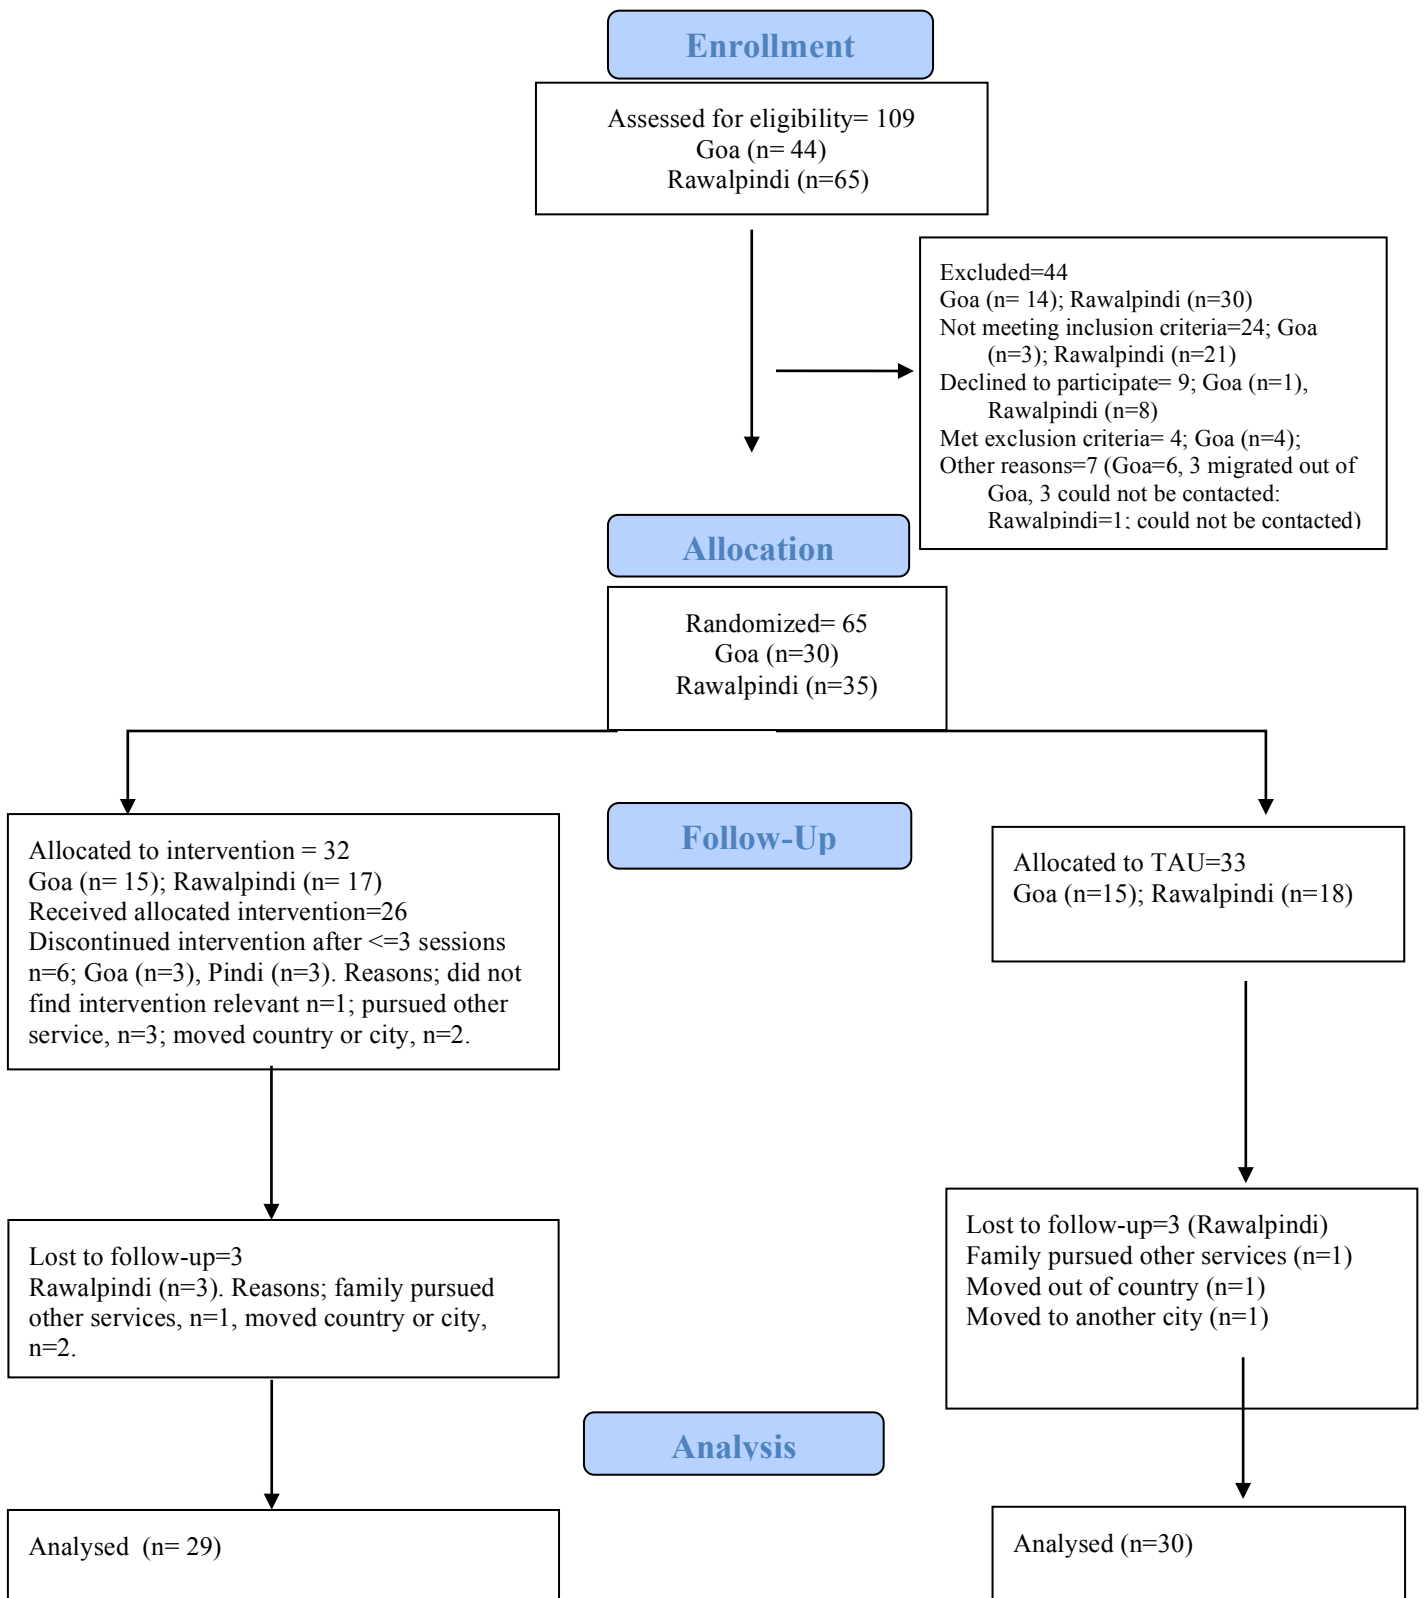 Enrollment
Assessed for eligibility= 109
Goa (n= 44)
Rawalpindi (n=65)
Excluded=44
Goa (n= 14); Rawalpindi (n=30)
Not meeting inclusion criteria=24; Goa
(n=3); Rawalpindi (n=21)
Declined to participate= 9; Goa (n=1),
Rawalpindi (n=8)
Met exclusion criteria= 4; Goa (n=4);
Other reasons=7 (Goa=6, 3 migrated out of
Goa, 3 could not be contacted:
Rawalpindi=1; could not be contacted)
Allocation
Randomized= 65
Goa (n=30)
Rawalpindi (n=35)
Allocated to intervention = 32
Goa (n= 15); Rawalpindi (n= 17)
Received allocated intervention=26
Discontinued intervention after <=3 sessions
n=6; Goa (n=3), Pindi (n=3). Reasons; did not
find intervention relevant n=1; pursued other
service, n=3; moved country or city, n=2.
Follow-Up
Allocated to TAU=33
Goa (n=15); Rawalpindi (n=18)
Lost to follow-up=3
Rawalpindi (n=3). Reasons; family pursued
other services, n=1, moved country or city,
n=2.
Lost to follow-up=3 (Rawalpindi)
Family pursued other services (n=1)
Moved out of country (n=1)
Moved to another city (n=1)
Analysis
Analysed  (n= 29)
Analysed (n=30)